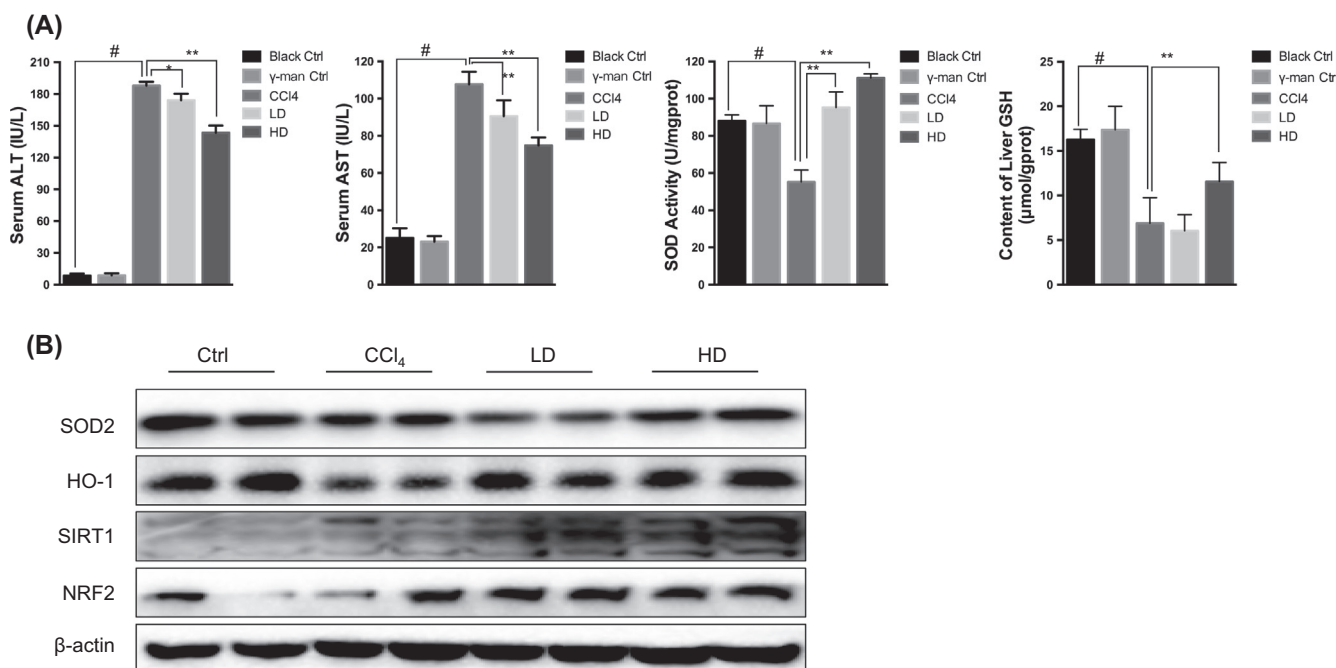 (A)
Serum ALT (IU/L)
210
180
150
120
90
60
30
0
#
**
*
Black Ctrl
γ-man Ctrl
CCl4
LD
HD
Serum AST (IU/L)
120
100
80
60
40
20
0
#
**
**
Black Ctrl
γ-man Ctrl
CCl4
LD
HD
SOD Activity (U/mgprot)
120
100
80
60
40
20
0
#
**
**
Black Ctrl
γ-man Ctrl
CCl4
LD
HD
Content of Liver GSH
(μmol/gprot)
25
20
15
10
5
0
#
**
Black Ctrl
γ-man Ctrl
CCl4
LD
HD
(B)
Ctrl CCl₄ LD HD
SOD2
HO-1
SIRT1
NRF2
β-actin